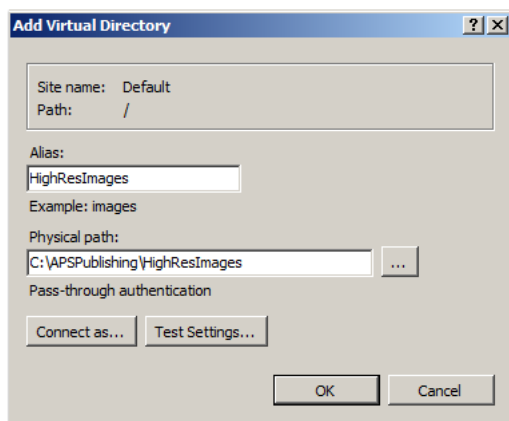 Add Virtual Directory
Site name: Default
Path: /
Alias:
HighResImages
Example: images
Physical path:
C:\APSPublishing\HighResImages
...
Pass-through authentication
Connect as... Test Settings...
OK Cancel